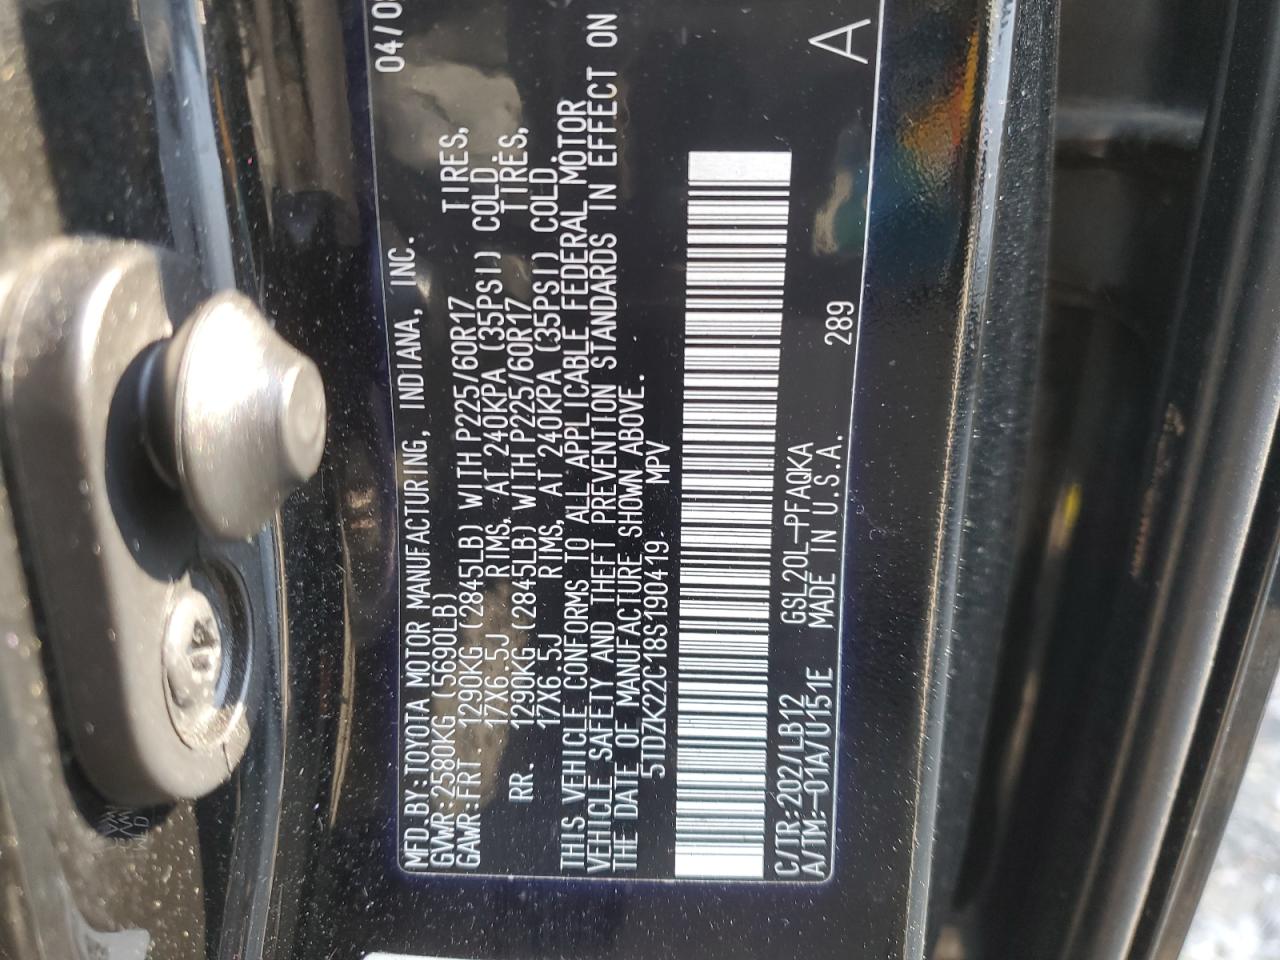 MFD.BY:TOYOTA MOTOR MANUFACTURING, INDIANA, INC. 04/08
GVWR:2580KG (5690LB)
GAWR:FRT. 1290KG (2845LB) WITH P225/60R17 TIRES,
17X6.5J RIMS, AT 240KPA (35PSI) COLD.
RR. 1290KG (2845LB) WITH P225/60R17 TIRES,
17X6.5J RIMS, AT 240KPA (35PSI) COLD.
THIS VEHICLE CONFORMS TO ALL APPLICABLE FEDERAL MOTOR
VEHICLE SAFETY AND THEFT PREVENTION STANDARDS IN EFFECT ON
THE DATE OF MANUFACTURE SHOWN ABOVE.
5TDZK22C18S190419 MPV
C/TR:202/LB12 GSL20L-PFAQKA 289 A
A/TM:-01A/U151E MADE IN U.S.A.